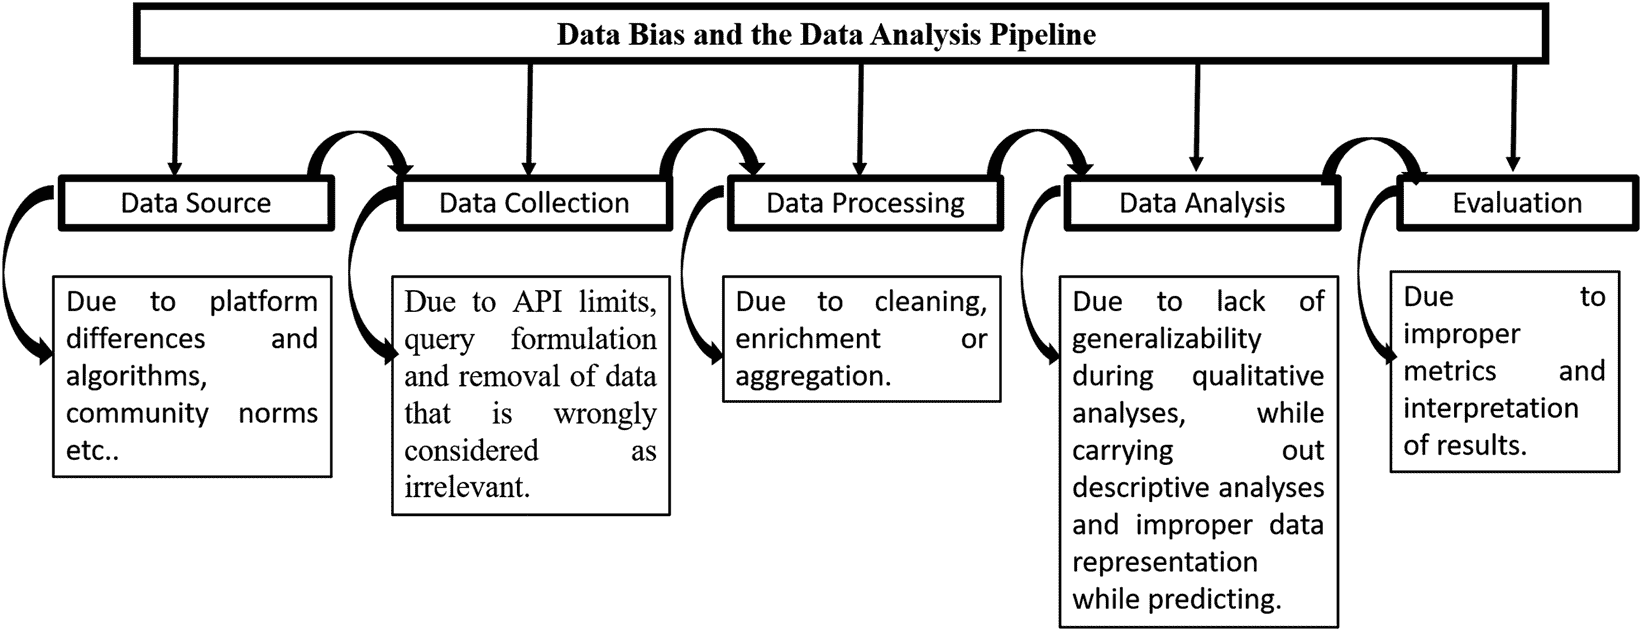 Data Bias and the Data Analysis Pipeline
Data Source
Data Collection
Data Processing
Data Analysis
Evaluation
Due to platform
differences and
algorithms,
community norms
etc..
Due to API limits,
query formulation
and removal of data
that is wrongly
considered as
irrelevant.
Due to cleaning,
enrichment or
aggregation.
Due to lack of
generalizability
during qualitative
analyses, while
carrying out
descriptive analyses
and improper data
representation
while predicting.
Due to
improper
metrics and
interpretation
of results.